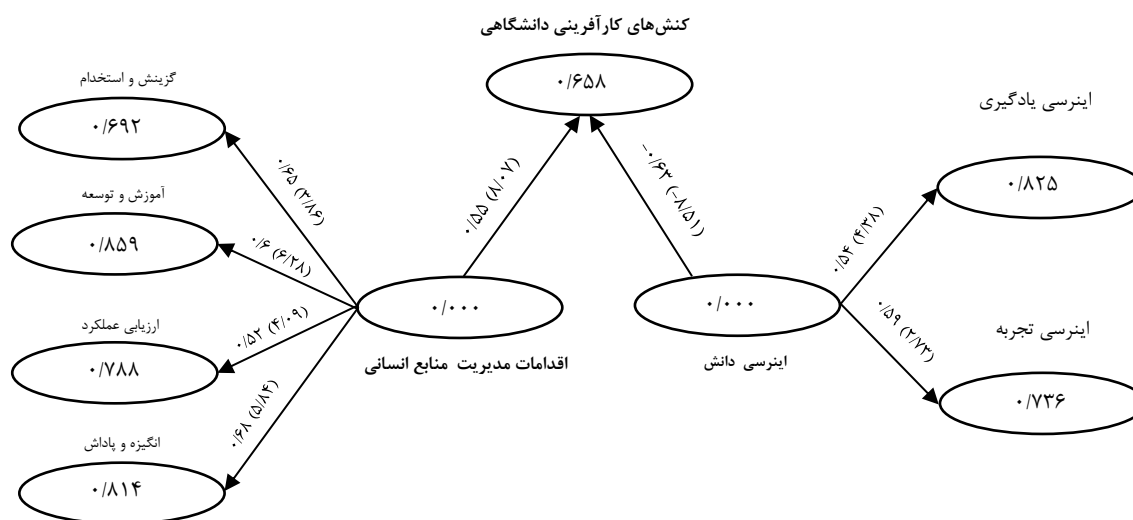 کنش‌های کارآفرینی دانشگاهی
۰/۶۵۸
گزینش و استخدام
۰/۶۹۲
اینرسی یادگیری
۰/۸۲۵
آموزش و توسعه
۰/۸۵۹
۰/۶۵ (۳/۸۶)
۰/۵۵ (۸/۰۷)
-۰/۶۳ (-۸/۵۱)
۰/۵۴ (۴/۳۸)
۰/۶ (۶/۲۸)
۰/۰۰۰
اقدامات مدیریت منابع انسانی
۰/۰۰۰
اینرسی دانش
۰/۵۲ (۴/۰۹)
۰/۵۹ (۲/۷۳)
ارزیابی عملکرد
۰/۷۸۸
اینرسی تجربه
۰/۷۳۶
۰/۶۸ (۵/۸۴)
انگیزه و پاداش
۰/۸۱۴